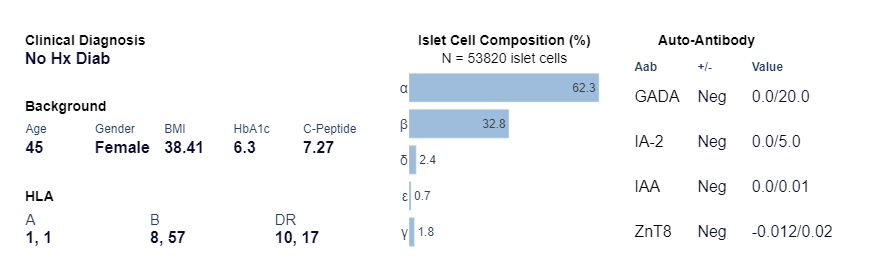 Clinical Diagnosis
No Hx Diab
Background
Age Gender BMI HbA1c C-Peptide
45 Female 38.41 6.3 7.27
HLA
A B DR
1, 1 8, 57 10, 17
Islet Cell Composition (%)
N = 53820 islet cells
α 62.3
β 32.8
δ 2.4
ε 0.7
γ 1.8
Auto-Antibody
Aab +/- Value
GADA Neg 0.0/20.0
IA-2 Neg 0.0/5.0
IAA Neg 0.0/0.01
ZnT8 Neg -0.012/0.02